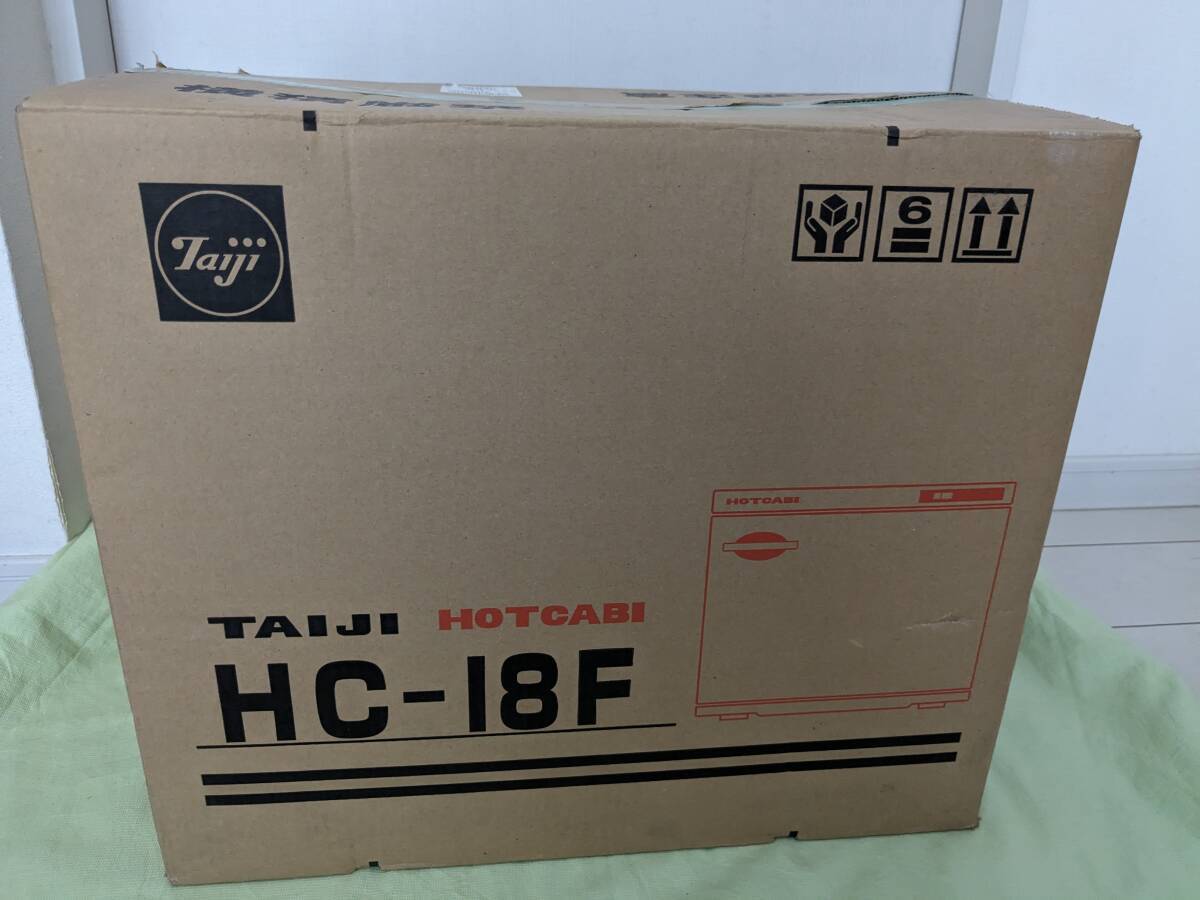 Taiji
6
HOTCABI
TAIJI HOTCABI
HC-18F